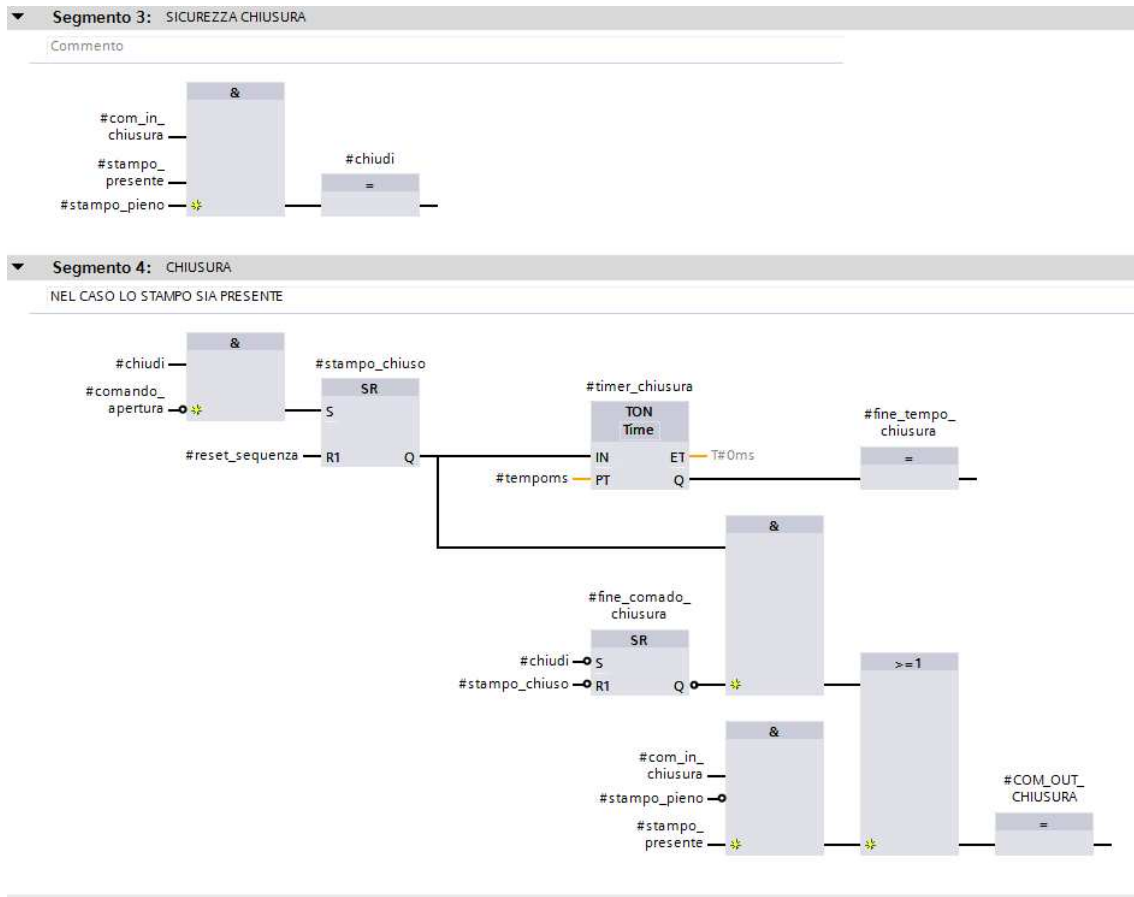 Segmento 3: SICUREZZA CHIUSURA
Commento
&
#com_in_
chiusura
#stampo_
presente
#stampo_pieno
#chiudi
=
Segmento 4: CHIUSURA
NEL CASO LO STAMPO SIA PRESENTE
&
#chiudi
#comando_
apertura
#stampo_chiuso
SR
S
#reset_sequenza
R1 Q
#timer_chiusura
TON
Time
IN ET T#0ms
#tempoms PT Q
#fine_tempo_
chiusura
=
&
#fine_comado_
chiusura
SR
#chiudi S
#stampo_chiuso R1 Q
>=1
&
#com_in_
chiusura
#stampo_pieno
#stampo_
presente
#COM_OUT_
CHIUSURA
=